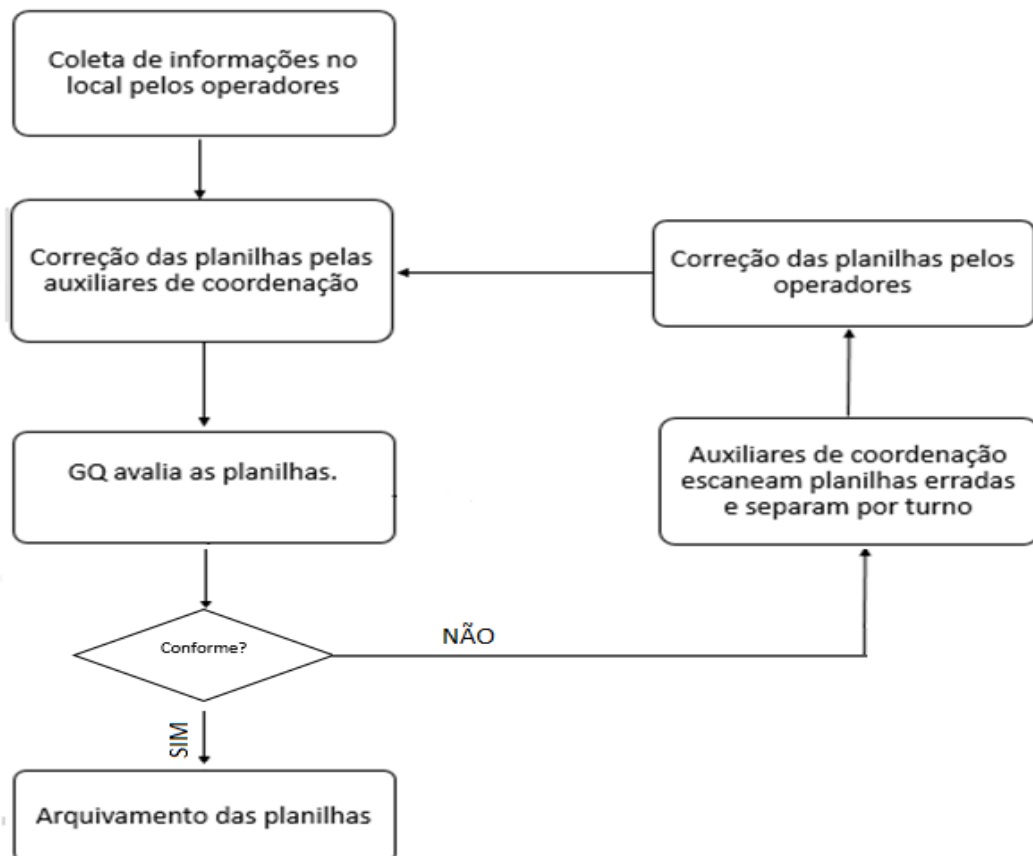 Coleta de informações no
local pelos operadores
Correção das planilhas pelas
auxiliares de coordenação
Correção das planilhas pelos
operadores
GQ avalia as planilhas.
Auxiliares de coordenação
escaneam planilhas erradas
e separam por turno
Conforme?
NÃO
SIM
Arquivamento das planilhas